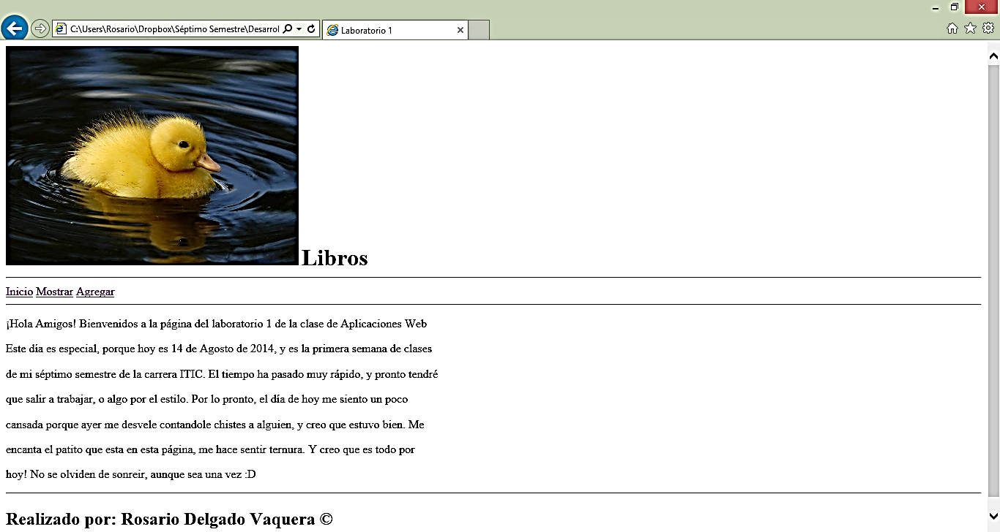 C:\Users\Rosario\Dropbox\Séptimo Semestre\Desarrol
Laboratorio 1
Libros
Inicio Mostrar Agregar
¡Hola Amigos! Bienvenidos a la página del laboratorio 1 de la clase de Aplicaciones Web
Este día es especial, porque hoy es 14 de Agosto de 2014, y es la primera semana de clases
de mi séptimo semestre de la carrera ITIC. El tiempo ha pasado muy rápido, y pronto tendré
que salir a trabajar, o algo por el estilo. Por lo pronto, el día de hoy me siento un poco
cansada porque ayer me desvele contandole chistes a alguien, y creo que estuvo bien. Me
encanta el patito que esta en esta página, me hace sentir ternura. Y creo que es todo por
hoy! No se olviden de sonreir, aunque sea una vez :D
Realizado por: Rosario Delgado Vaquera ©